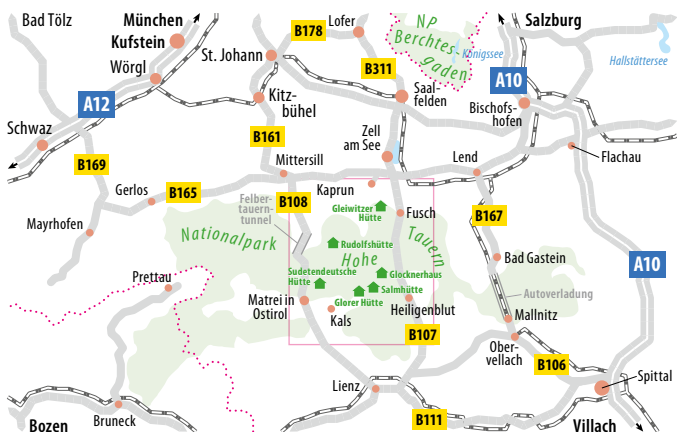 Bad Tölz
München
Kufstein
Wörgl
A12
Schwaz
B169
Gerlos
B165
Mayrhofen
Prettau
Bruneck
Bozen
Lofer
B178
St. Johann
B311
Kitz-
bühel
B161
Mittersill
B108
Felber-
tauern-
tunnel
Nationalpark
Hohe
Tauern
NP
Berchtes-
gaden
Königssee
Saal-
felden
Zell
am See
Kaprun
Gleiwitzer
Hütte
Fusch
Rudolfshütte
Sudetendeutsche
Hütte
Glocknerhaus
Salmhütte
Glorer Hütte
Matrei in
Ostirol
Kals
Heiligenblut
B107
Lienz
B111
Salzburg
Hallstättersee
A10
Bischofs-
hofen
Lend
Flachau
B167
Bad Gastein
A10
Autoverladung
Mallnitz
Ober-
vellach
B106
Spittal
Villach